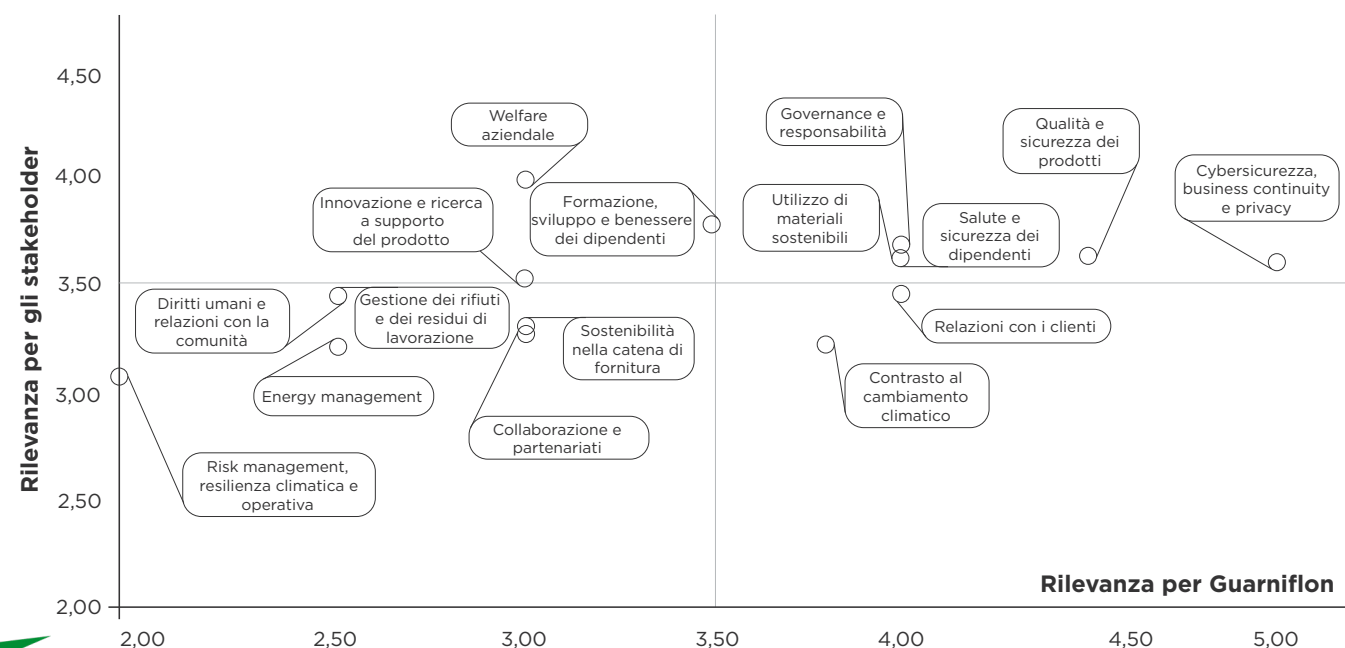 Rilevanza per gli stakeholder
4,50
4,00
3,50
3,00
2,50
2,00
Welfare
aziendale
Governance e
responsabilità
Qualità e
sicurezza dei
prodotti
Cybersicurezza,
business continuity
e privacy
Innovazione e ricerca
a supporto
del prodotto
Formazione,
sviluppo e benessere
dei dipendenti
Utilizzo di
materiali
sostenibili
Salute e
sicurezza dei
dipendenti
Diritti umani e
relazioni con la
comunità
Gestione dei rifiuti
e dei residui di
lavorazione
Sostenibilità
nella catena di
fornitura
Relazioni con i clienti
Energy management
Contrasto al
cambiamento
climatico
Collaborazione e
partenariati
Risk management,
resilienza climatica e
operativa
Rilevanza per Guarniflon
2,00
2,50
3,00
3,50
4,00
4,50
5,00